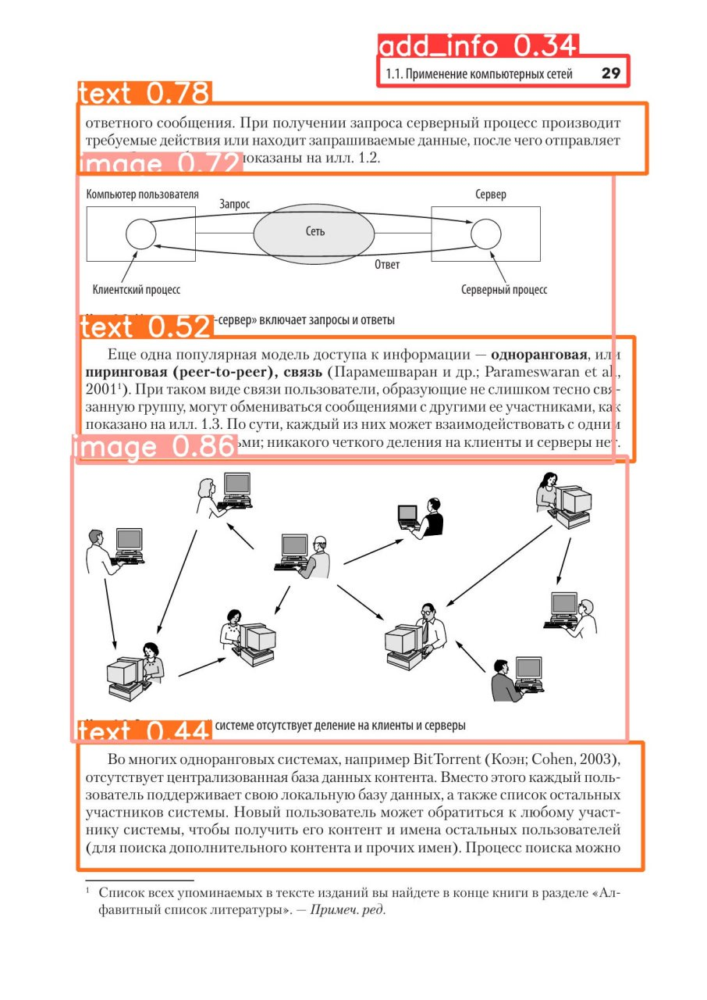 add_info 0.34
1.1. Применение компьютерных сетей 29
text 0.78
ответного сообщения. При получении запроса серверный процесс производит
требуемые действия или находит запрашиваемые данные, после чего отправляет
image 0.72 показаны на илл. 1.2.
Компьютер пользователя
Сервер
Запрос
Сеть
Ответ
Клиентский процесс
Серверный процесс
text 0.52 -сервер» включает запросы и ответы
Еще одна популярная модель доступа к информации — одноранговая, или
пиринговая (peer-to-peer), связь (Парамешваран и др.; Parameswaran et al.,
2001¹). При таком виде связи пользователи, образующие не слишком тесно свя-
занную группу, могут обмениваться сообщениями с другими ее участниками, как
показано на илл. 1.3. По сути, каждый из них может взаимодействовать с одним
image 0.86 ьми; никакого четкого деления на клиенты и серверы нет.
text 0.44 системе отсутствует деление на клиенты и серверы
Во многих одноранговых системах, например BitTorrent (Коэн; Cohen, 2003),
отсутствует централизованная база данных контента. Вместо этого каждый поль-
зователь поддерживает свою локальную базу данных, а также список остальных
участников системы. Новый пользователь может обратиться к любому участ-
нику системы, чтобы получить его контент и имена остальных пользователей
(для поиска дополнительного контента и прочих имен). Процесс поиска можно
¹ Список всех упоминаемых в тексте изданий вы найдете в конце книги в разделе «Ал-
фавитный список литературы». — Примеч. ред.